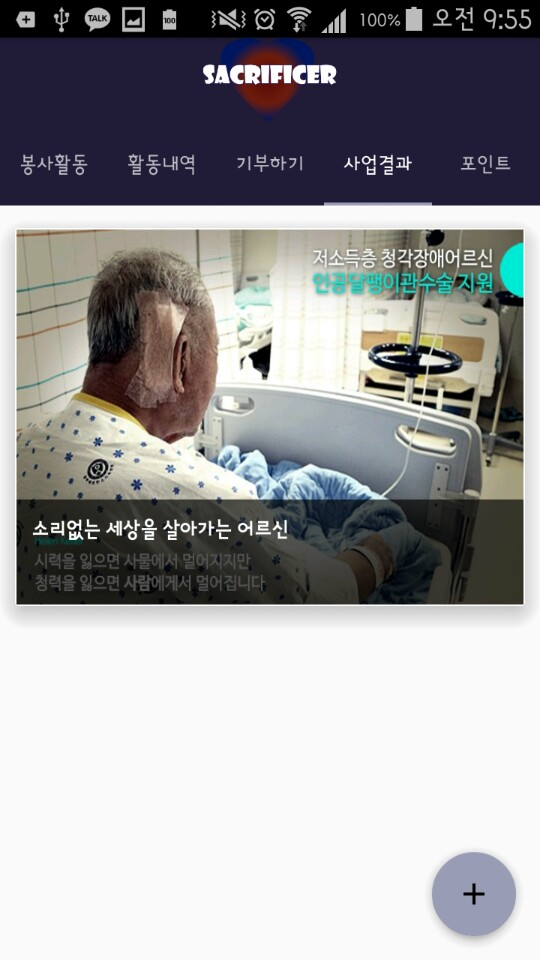 TALK
100
100%
오전 9:55
SACRIFICER
봉사활동
활동내역
기부하기
사업결과
포인트
저소득층 청각장애어르신
인공달팽이관수술 지원
소리없는 세상을 살아가는 어르신
시력을 잃으면 사물에서 멀어지지만
청력을 잃으면 사람에게서 멀어집니다
+